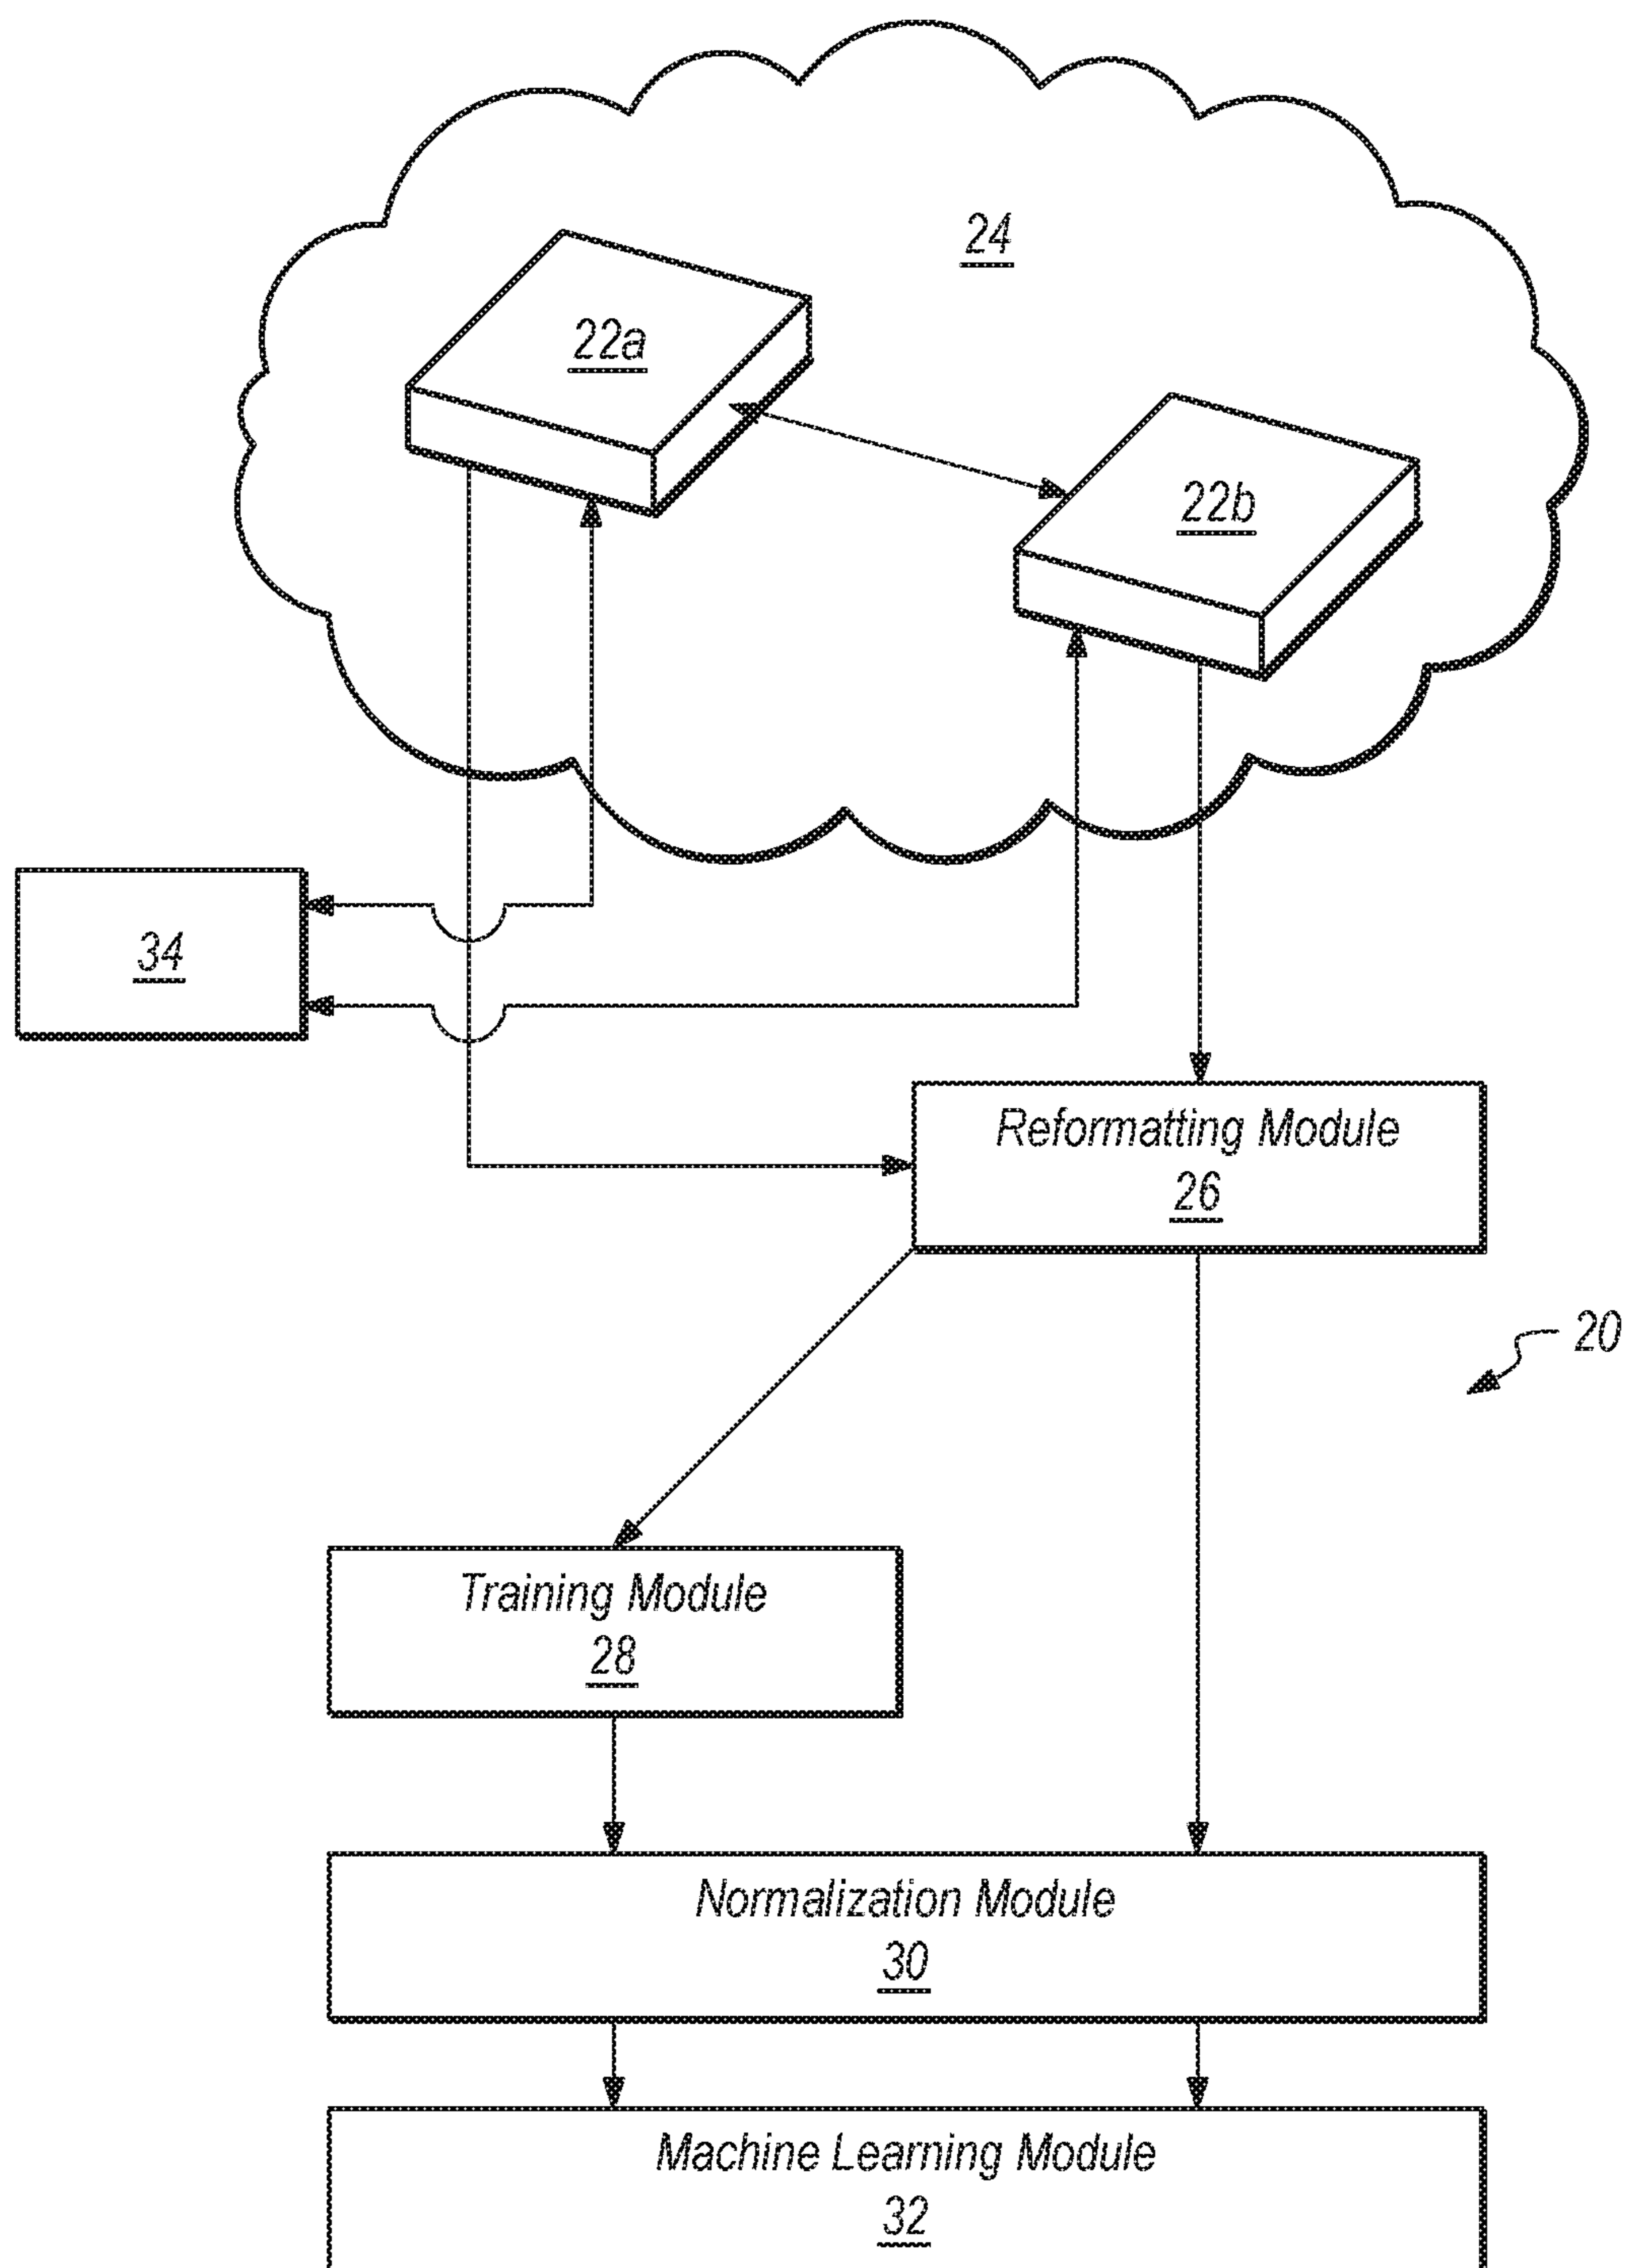 24
22a
22b
34
Reformatting Module
26
20
Training Module
28
Normalization Module
30
Machine Learning Module
32